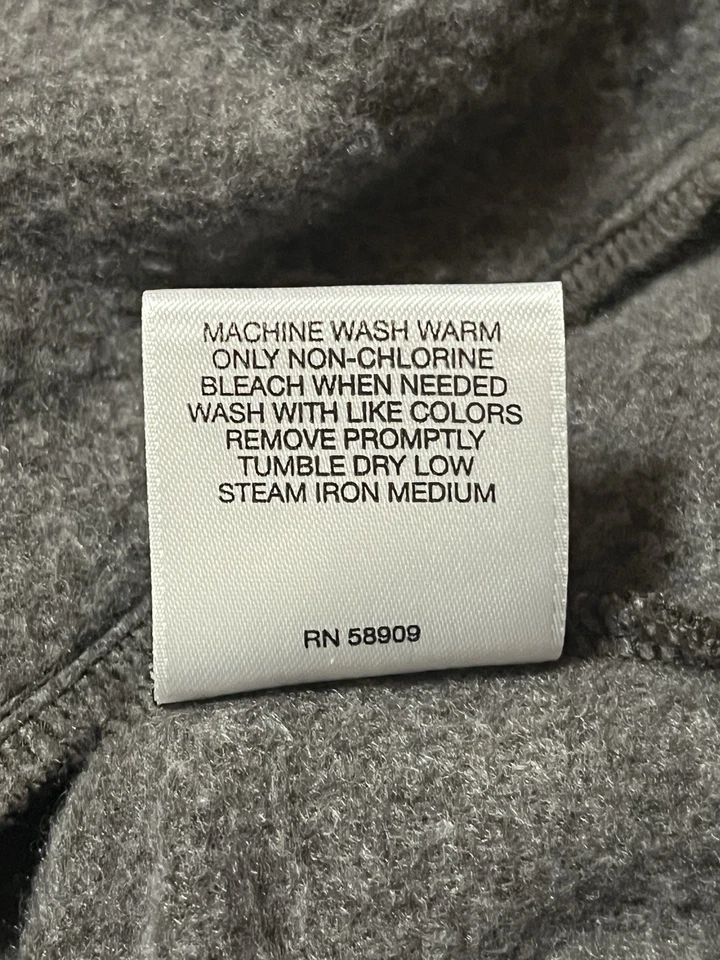 MACHINE WASH WARM
ONLY NON-CHLORINE
BLEACH WHEN NEEDED
WASH WITH LIKE COLORS
REMOVE PROMPTLY
TUMBLE DRY LOW
STEAM IRON MEDIUM
RN 58909